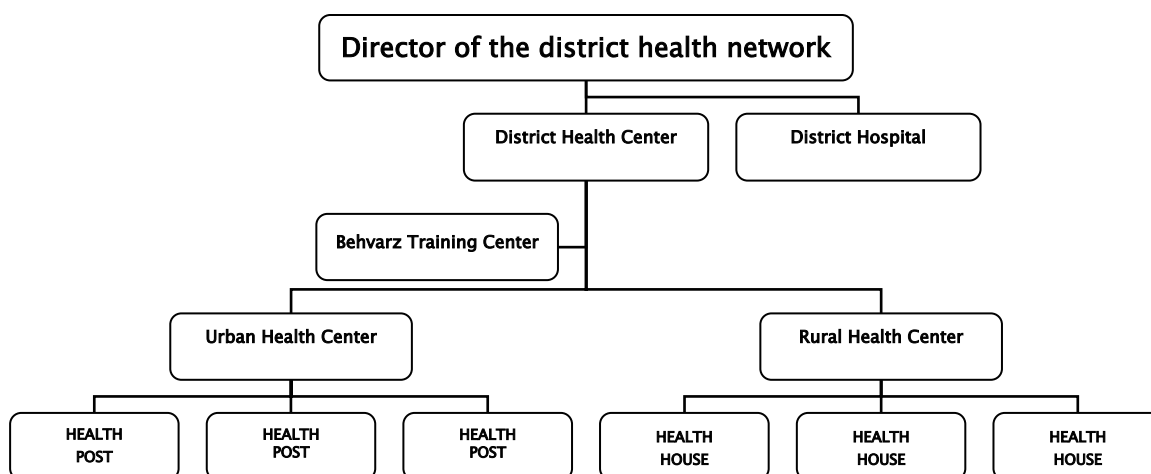 Director of the district health network
District Health Center
District Hospital
Behvarz Training Center
Urban Health Center
Rural Health Center
HEALTH
POST
HEALTH
POST
HEALTH
POST
HEALTH
HOUSE
HEALTH
HOUSE
HEALTH
HOUSE